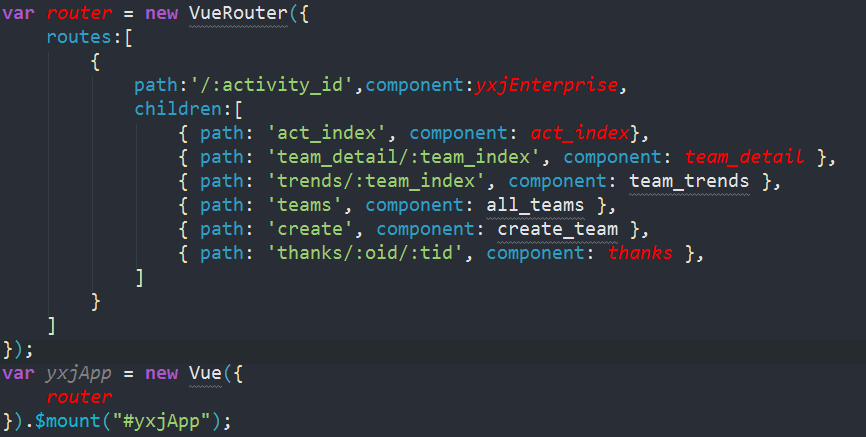 var router = new VueRouter({
routes:[
{
path:'/:activity_id',component:yxjEnterprise,
children:[
{ path: 'act_index', component: act_index},
{ path: 'team_detail/:team_index', component: team_detail },
{ path: 'trends/:team_index', component: team_trends },
{ path: 'teams', component: all_teams },
{ path: 'create', component: create_team },
{ path: 'thanks/:oid/:tid', component: thanks },
]
}
]
});
var yxjApp = new Vue({
router
}).$mount("#yxjApp");